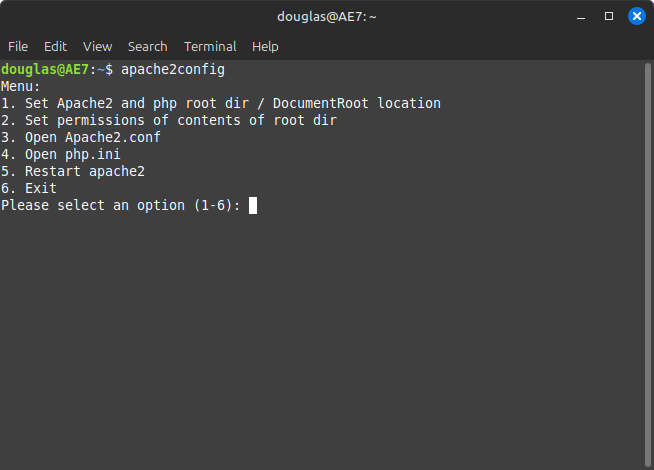 douglas@AE7: ~
File Edit View Search Terminal Help
douglas@AE7:~$ apache2config
Menu:
1. Set Apache2 and php root dir / DocumentRoot location
2. Set permissions of contents of root dir
3. Open Apache2.conf
4. Open php.ini
5. Restart apache2
6. Exit
Please select an option (1-6):